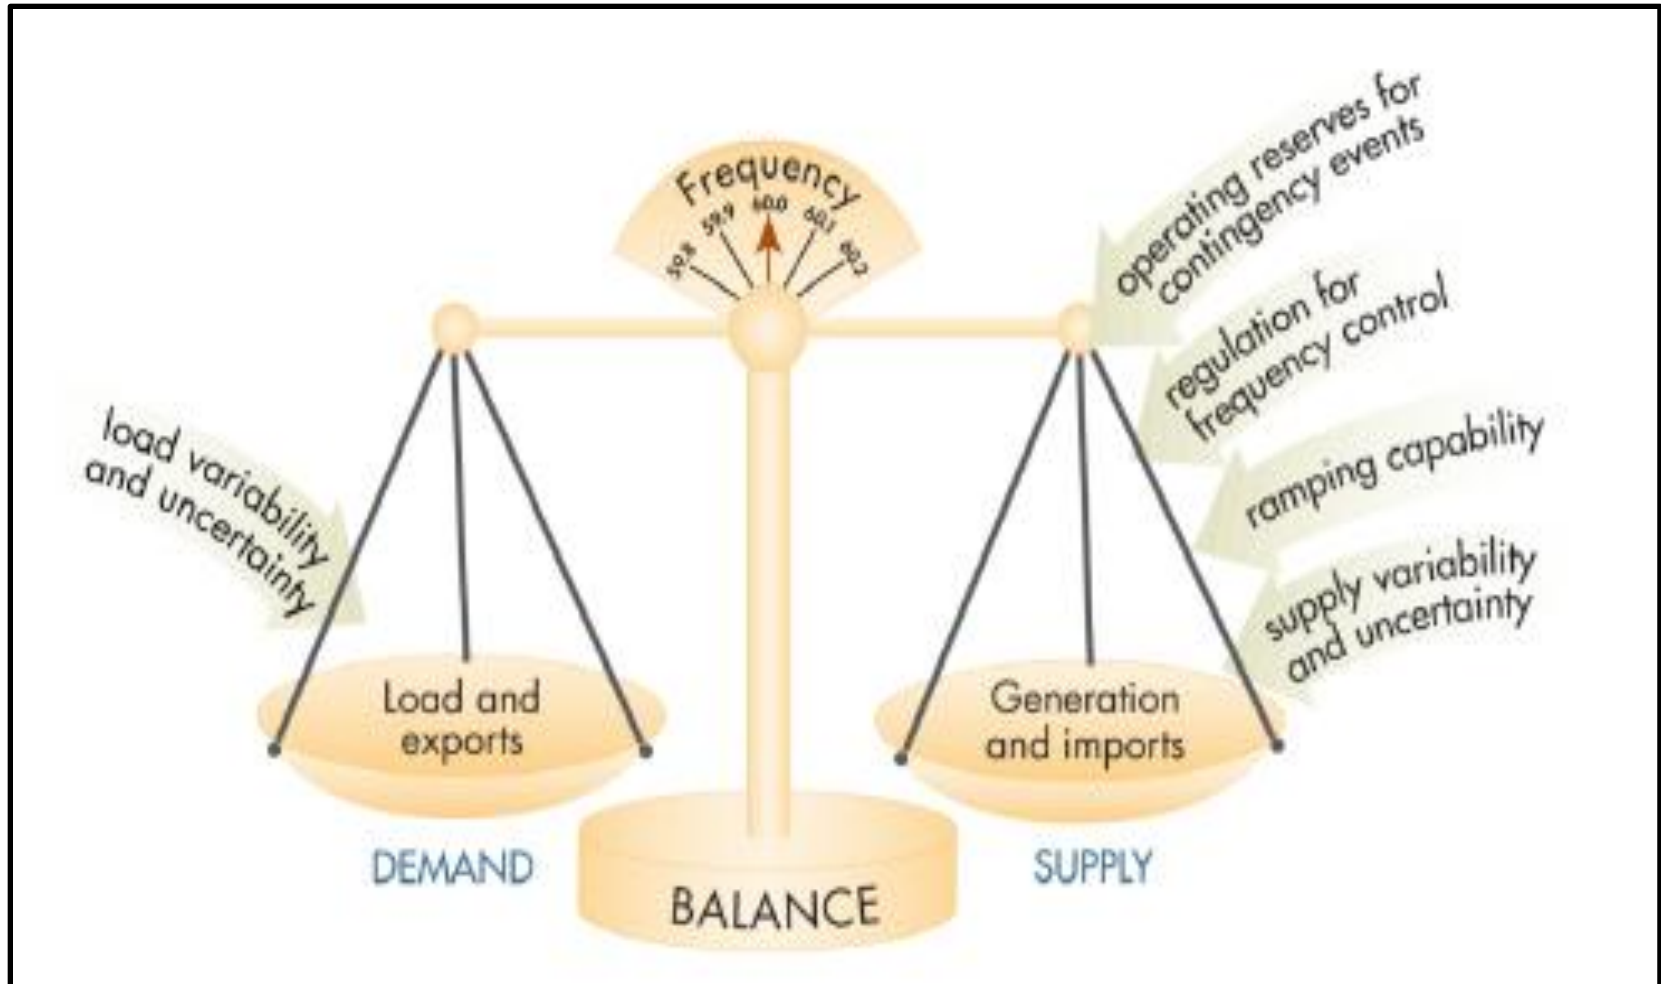 Frequency
59.8
59.9
60.0
60.1
60.2
operating reserves for
contingency events
regulation for
frequency control
ramping capability
supply variability
and uncertainty
load variability
and uncertainty
Load and
exports
Generation
and imports
DEMAND
SUPPLY
BALANCE